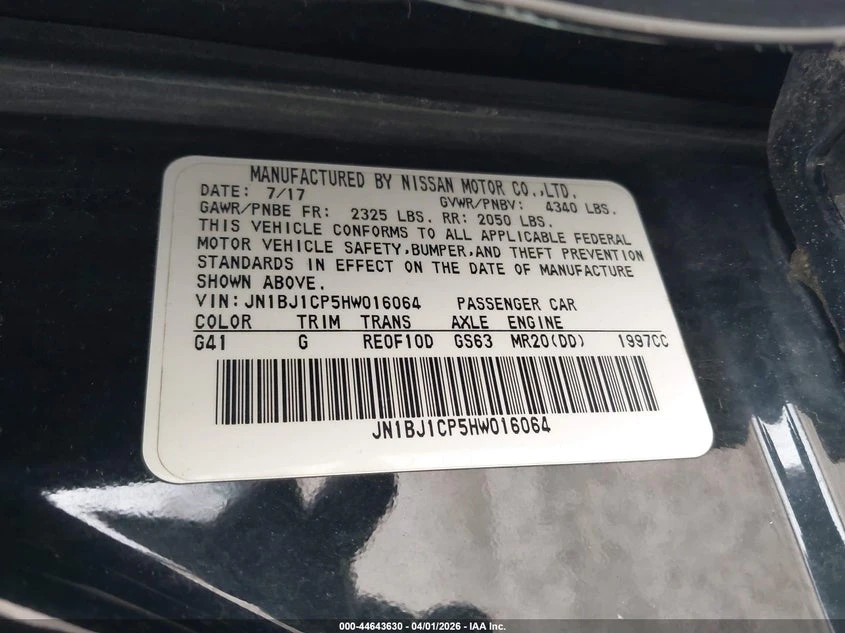 MANUFACTURED BY NISSAN MOTOR CO.,LTD.
DATE: 7/17 GVWR/PNBV: 4340 LBS.
GAWR/PNBE FR: 2325 LBS. RR: 2050 LBS.
THIS VEHICLE CONFORMS TO ALL APPLICABLE FEDERAL
MOTOR VEHICLE SAFETY,BUMPER,AND THEFT PREVENTION
STANDARDS IN EFFECT ON THE DATE OF MANUFACTURE
SHOWN ABOVE.
VIN:JN1BJ1CP5HW016064 PASSENGER CAR
COLOR TRIM TRANS AXLE ENGINE
G41 G RE0F10D GS63 MR20(DD) 1997CC
JN1BJ1CP5HW016064
000-44643630 - 04/01/2026 - IAA Inc.